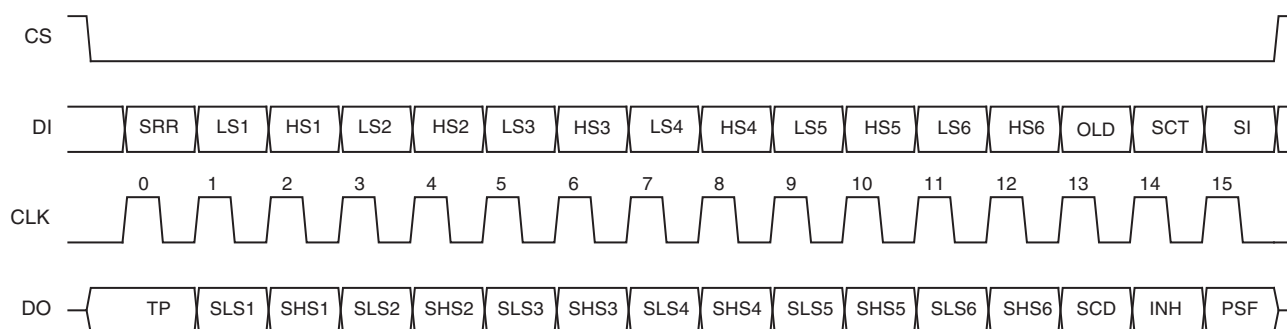 CS
DI SRR LS1 HS1 LS2 HS2 LS3 HS3 LS4 HS4 LS5 HS5 LS6 HS6 OLD SCT SI
0 1 2 3 4 5 6 7 8 9 10 11 12 13 14 15
CLK
DO TP SLS1 SHS1 SLS2 SHS2 SLS3 SHS3 SLS4 SHS4 SLS5 SHS5 SLS6 SHS6 SCD INH PSF